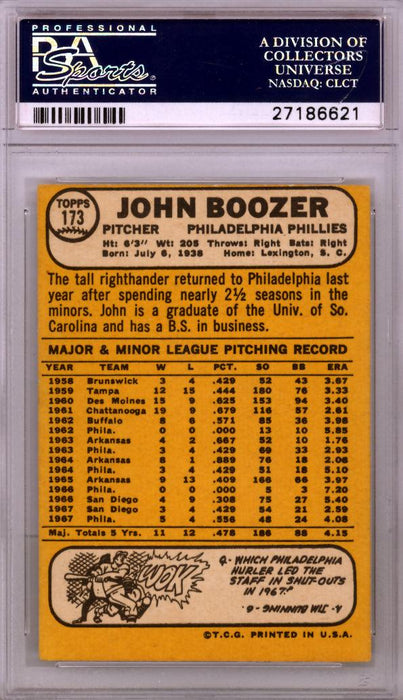 PROFESSIONAL
PSA
Sports
AUTHENTICATOR
A DIVISION OF
COLLECTORS
UNIVERSE
NASDAQ: CLCT
27186621
TOPPS
173
JOHN BOOZER
PITCHER PHILADELPHIA PHILLIES
Ht: 6'3" Wt: 205 Throws: Right Bats: Right
Born: July 6, 1938 Home: Lexington, S. C.
The tall righthander returned to Philadelphia last
year after spending nearly 2½ seasons in the
minors. John is a graduate of the Univ. of So.
Carolina and has a B.S. in business.
MAJOR & MINOR LEAGUE PITCHING RECORD
YEAR TEAM W L PCT. SO BB ERA
1958 Brunswick 3 4 .429 52 43 3.67
1959 Tampa 12 15 .444 180 76 3.33
1960 Des Moines 15 9 .625 153 94 3.40
1961 Chattanooga 19 9 .679 116 57 2.61
1962 Buffalo 8 6 .571 85 36 3.98
1962 Phila. 0 0 .000 13 10 5.85
1963 Arkansas 4 2 .667 52 10 1.76
1963 Phila. 3 4 .429 69 33 2.93
1964 Arkansas 8 1 .889 76 18 2.06
1964 Phila. 3 4 .429 51 18 5.10
1965 Arkansas 9 13 .409 166 66 3.97
1966 Phila. 0 0 .000 5 3 7.20
1966 San Diego 4 9 .308 75 27 5.40
1967 San Diego 3 4 .429 54 21 2.59
1967 Phila. 5 4 .556 48 24 4.08
Maj. Totals 5 Yrs. 11 12 .478 186 88 4.15
WOK
Q- WHICH PHILADELPHIA
HURLER LED THE
STAFF IN SHUT-OUTS
IN 1967?
A- JIM BUNNING - 6.
©T.C.G. PRINTED IN U.S.A.